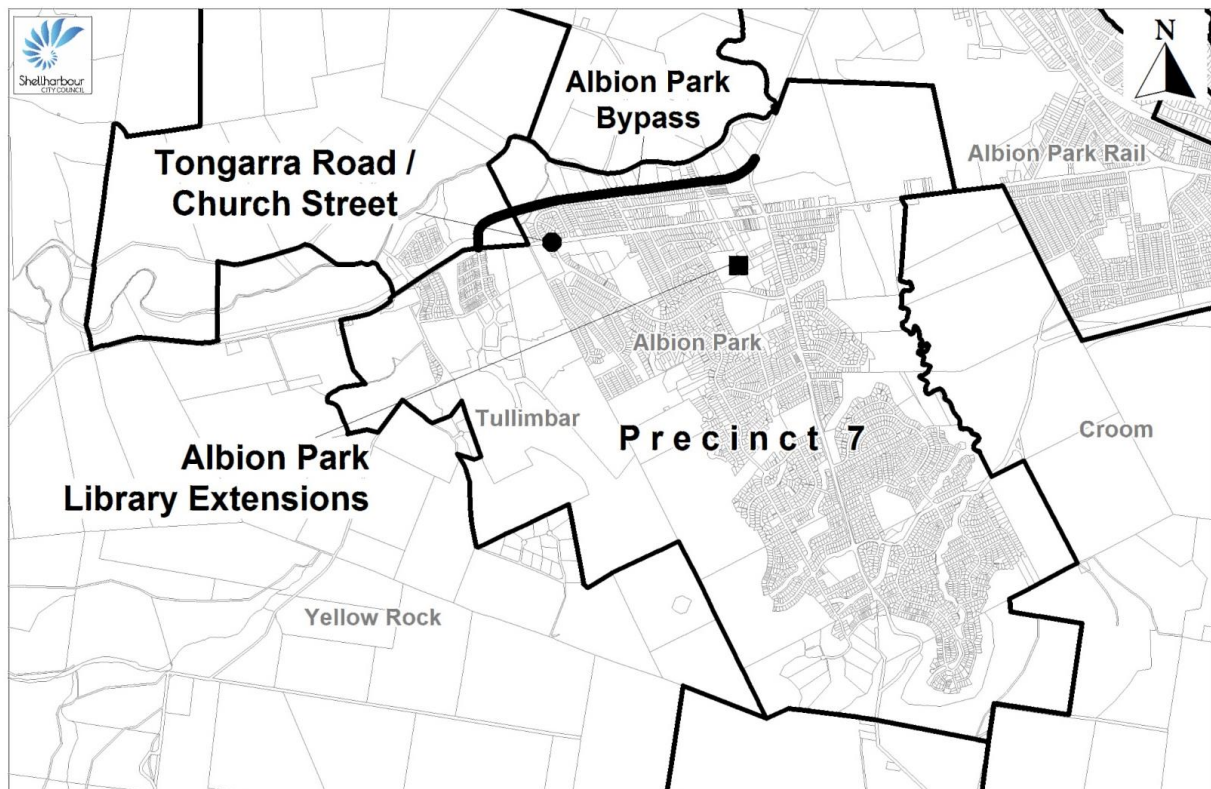 Shellharbour
CITY COUNCIL
N
Albion Park
Bypass
Tongarra Road /
Church Street
Albion Park Rail
Albion Park
Tullimbar
Precinct 7
Croom
Albion Park
Library Extensions
Yellow Rock